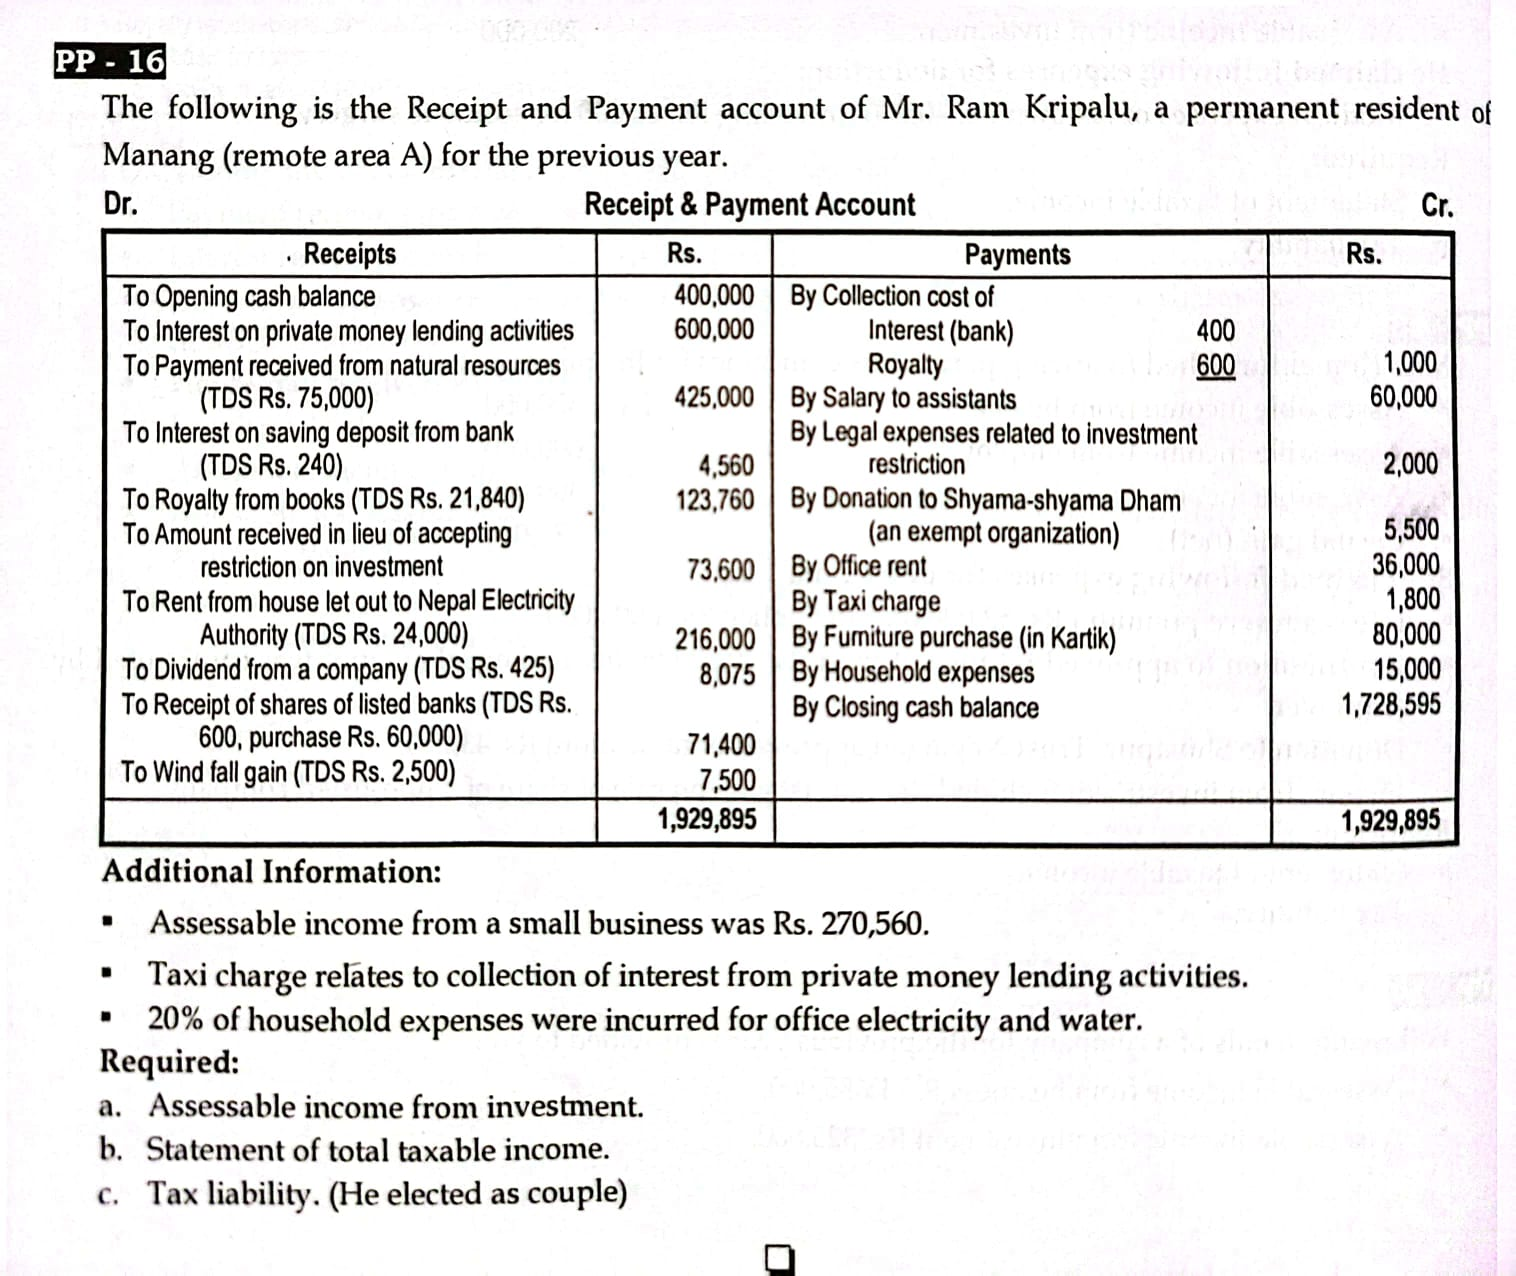 PP - 16
The following is the Receipt and Payment account of Mr. Ram Kripalu, a permanent resident of
Manang (remote area A) for the previous year.
Dr. Receipt & Payment Account Cr.
Receipts Rs. Payments Rs.
To Opening cash balance 400,000 By Collection cost of
To Interest on private money lending activities 600,000 Interest (bank) 400
To Payment received from natural resources Royalty 600 1,000
(TDS Rs. 75,000) 425,000 By Salary to assistants 60,000
To Interest on saving deposit from bank By Legal expenses related to investment
(TDS Rs. 240) 4,560 restriction 2,000
To Royalty from books (TDS Rs. 21,840) 123,760 By Donation to Shyama-shyama Dham
To Amount received in lieu of accepting (an exempt organization) 5,500
restriction on investment 73,600 By Office rent 36,000
To Rent from house let out to Nepal Electricity By Taxi charge 1,800
Authority (TDS Rs. 24,000) 216,000 By Furniture purchase (in Kartik) 80,000
To Dividend from a company (TDS Rs. 425) 8,075 By Household expenses 15,000
To Receipt of shares of listed banks (TDS Rs. By Closing cash balance 1,728,595
600, purchase Rs. 60,000) 71,400
To Wind fall gain (TDS Rs. 2,500) 7,500
1,929,895 1,929,895
Additional Information:
▪ Assessable income from a small business was Rs. 270,560.
▪ Taxi charge relates to collection of interest from private money lending activities.
▪ 20% of household expenses were incurred for office electricity and water.
Required:
a. Assessable income from investment.
b. Statement of total taxable income.
c. Tax liability. (He elected as couple)